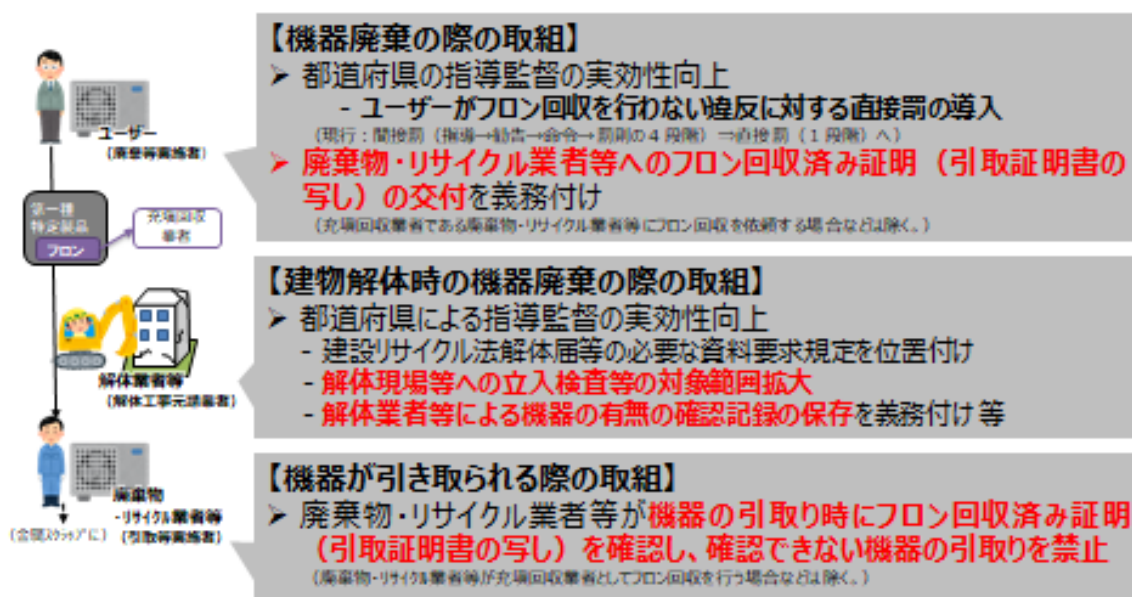 ユーザー
(廃棄等実施者)
第一種
特定製品
フロン
充塡回収
業者
解体業者等
(解体工事元請業者)
廃棄物
・リサイクル業者等
(引取等実施者)
(金属スクラップに)
【機器廃棄の際の取組】
➢ 都道府県の指導監督の実効性向上
- ユーザーがフロン回収を行わない違反に対する直接罰の導入
(現行:間接罰(指導→勧告→命令→罰則の4段階)⇒直接罰(1段階)へ)
➢ 廃棄物・リサイクル業者等へのフロン回収済み証明(引取証明書の
写し)の交付を義務付け
(充塡回収業者である廃棄物・リサイクル業者等にフロン回収を依頼する場合などは除く。)
【建物解体時の機器廃棄の際の取組】
➢ 都道府県による指導監督の実効性向上
- 建設リサイクル法解体届等の必要な資料要求規定を位置付け
- 解体現場等への立入検査等の対象範囲拡大
- 解体業者等による機器の有無の確認記録の保存を義務付け 等
【機器が引き取られる際の取組】
➢ 廃棄物・リサイクル業者等が機器の引取り時にフロン回収済み証明
(引取証明書の写し)を確認し、確認できない機器の引取りを禁止
(廃棄物・リサイクル業者等が充塡回収業者としてフロン回収を行う場合などは除く。)